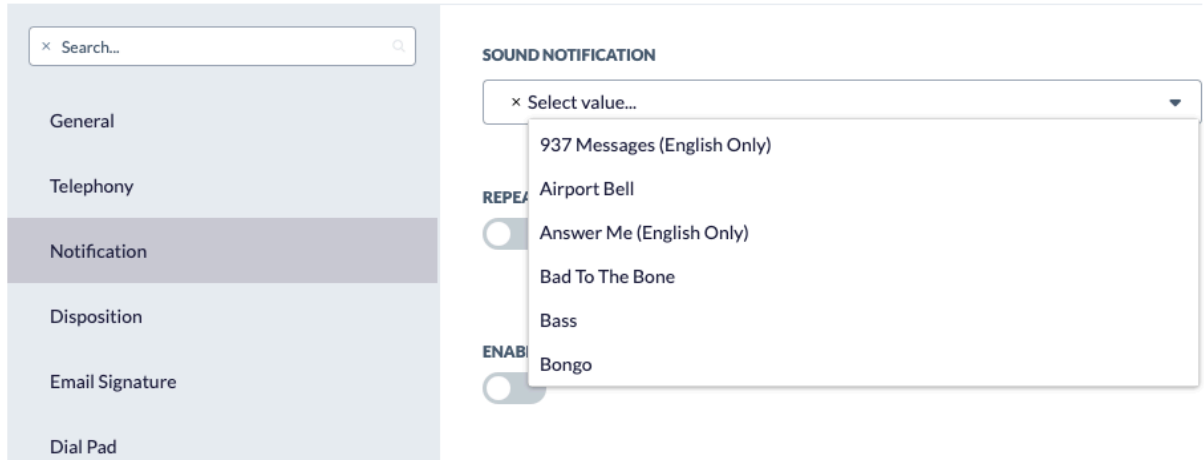 × Search...
General
Telephony
Notification
Disposition
Email Signature
Dial Pad
SOUND NOTIFICATION
× Select value...
937 Messages (English Only)
Airport Bell
Answer Me (English Only)
Bad To The Bone
Bass
Bongo